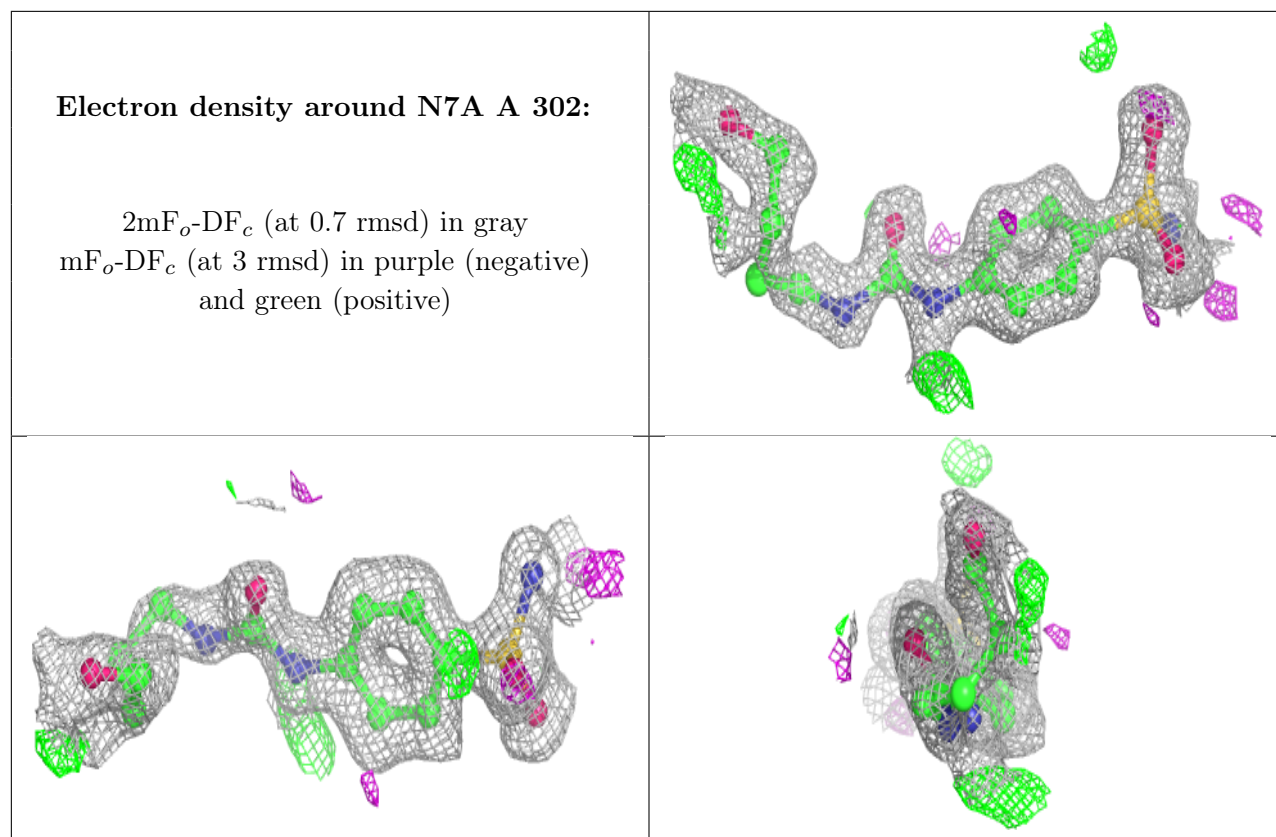 Electron density around N7A A 302:
2mFo-DFc (at 0.7 rmsd) in gray
mFo-DFc (at 3 rmsd) in purple (negative)
and green (positive)